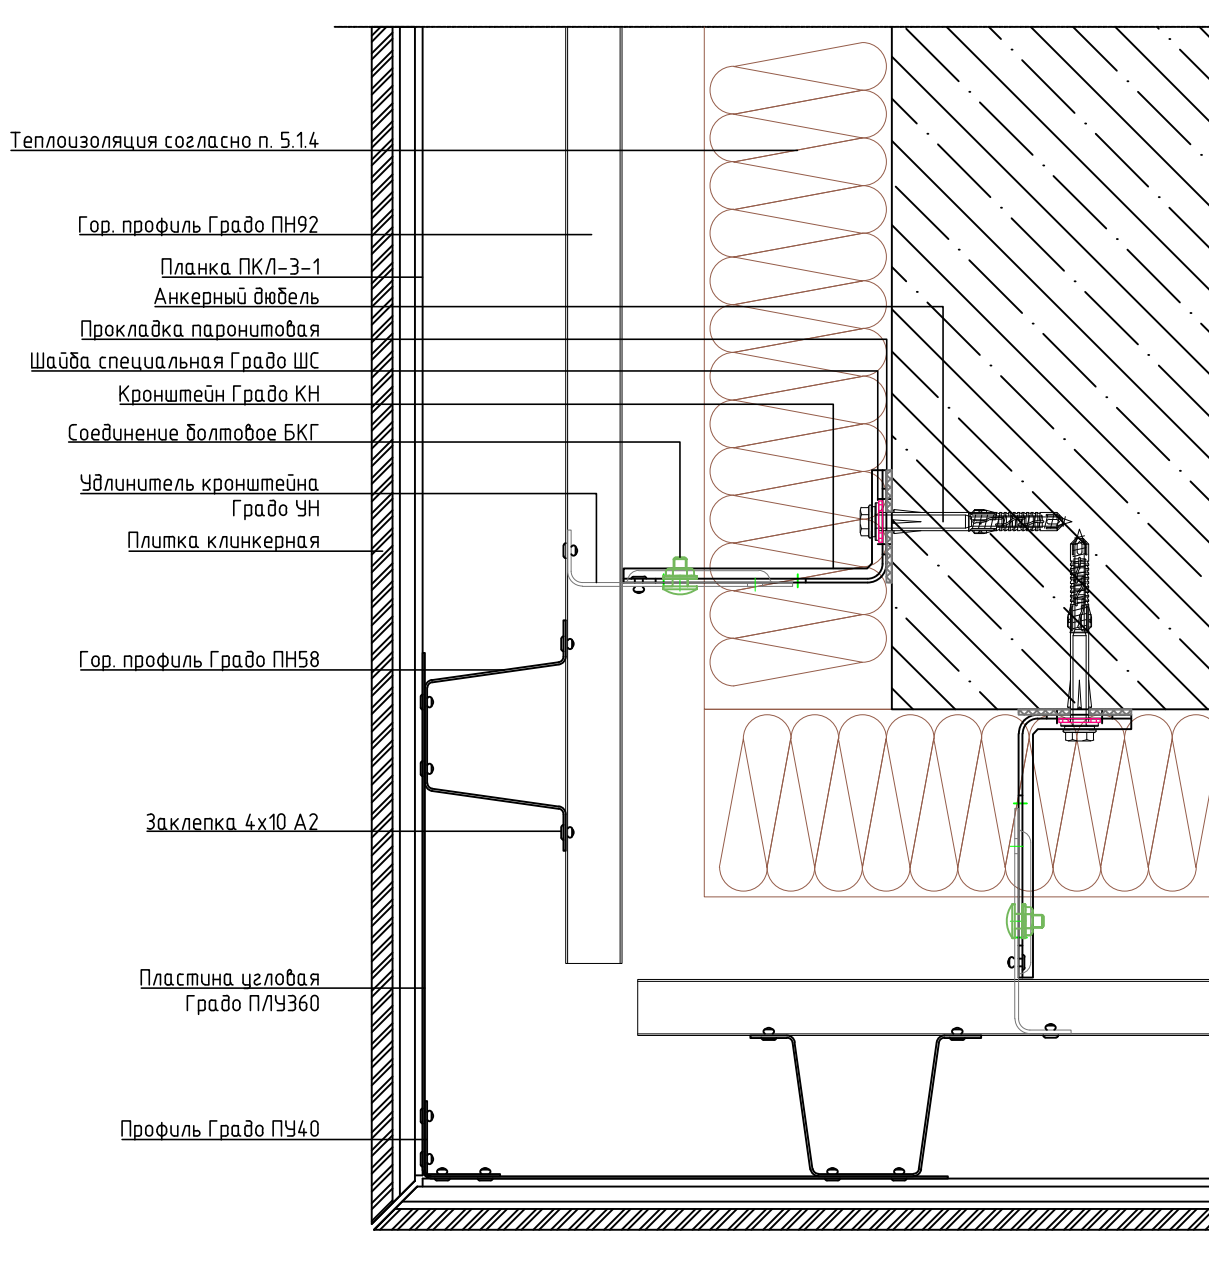 Теплоизоляция согласно п. 5.1.4
Гор. профиль Градо ПН92
Планка ПКЛ-3-1
Анкерный дюбель
Прокладка паронитовая
Шайба специальная Градо ШС
Кронштейн Градо КН
Соединение болтовое БКГ
Удлинитель кронштейна
Градо УН
Плитка клинкерная
Гор. профиль Градо ПН58
Заклепка 4х10 А2
Пластина угловая
Градо ПЛУ360
Профиль Градо ПУ40